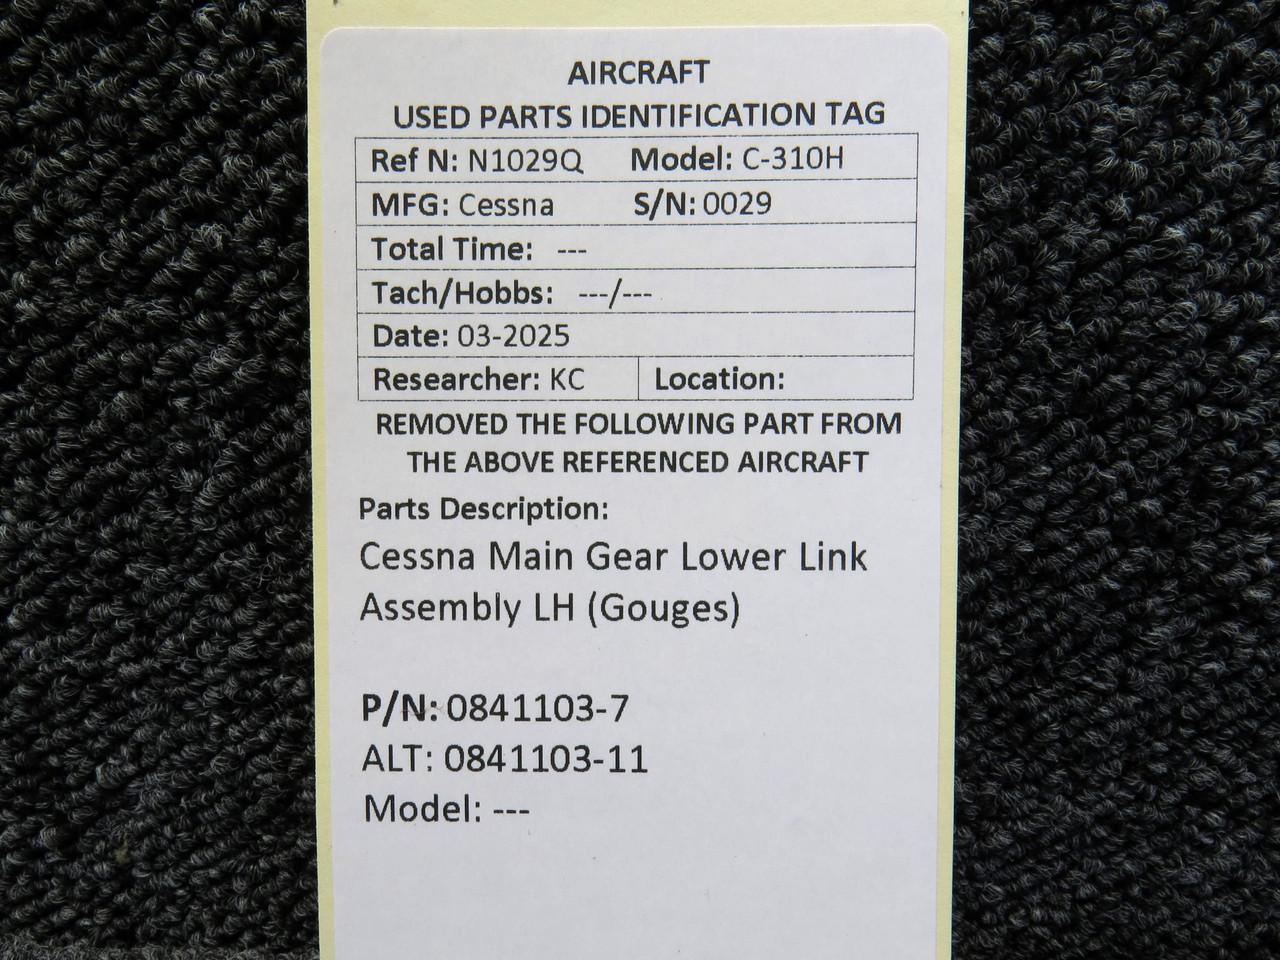 AIRCRAFT
USED PARTS IDENTIFICATION TAG
Ref N: N1029Q Model: C-310H
MFG: Cessna S/N: 0029
Total Time: ---
Tach/Hobbs: ---/---
Date: 03-2025
Researcher: KC Location:
REMOVED THE FOLLOWING PART FROM
THE ABOVE REFERENCED AIRCRAFT
Parts Description:
Cessna Main Gear Lower Link
Assembly LH (Gouges)
P/N: 0841103-7
ALT: 0841103-11
Model: ---